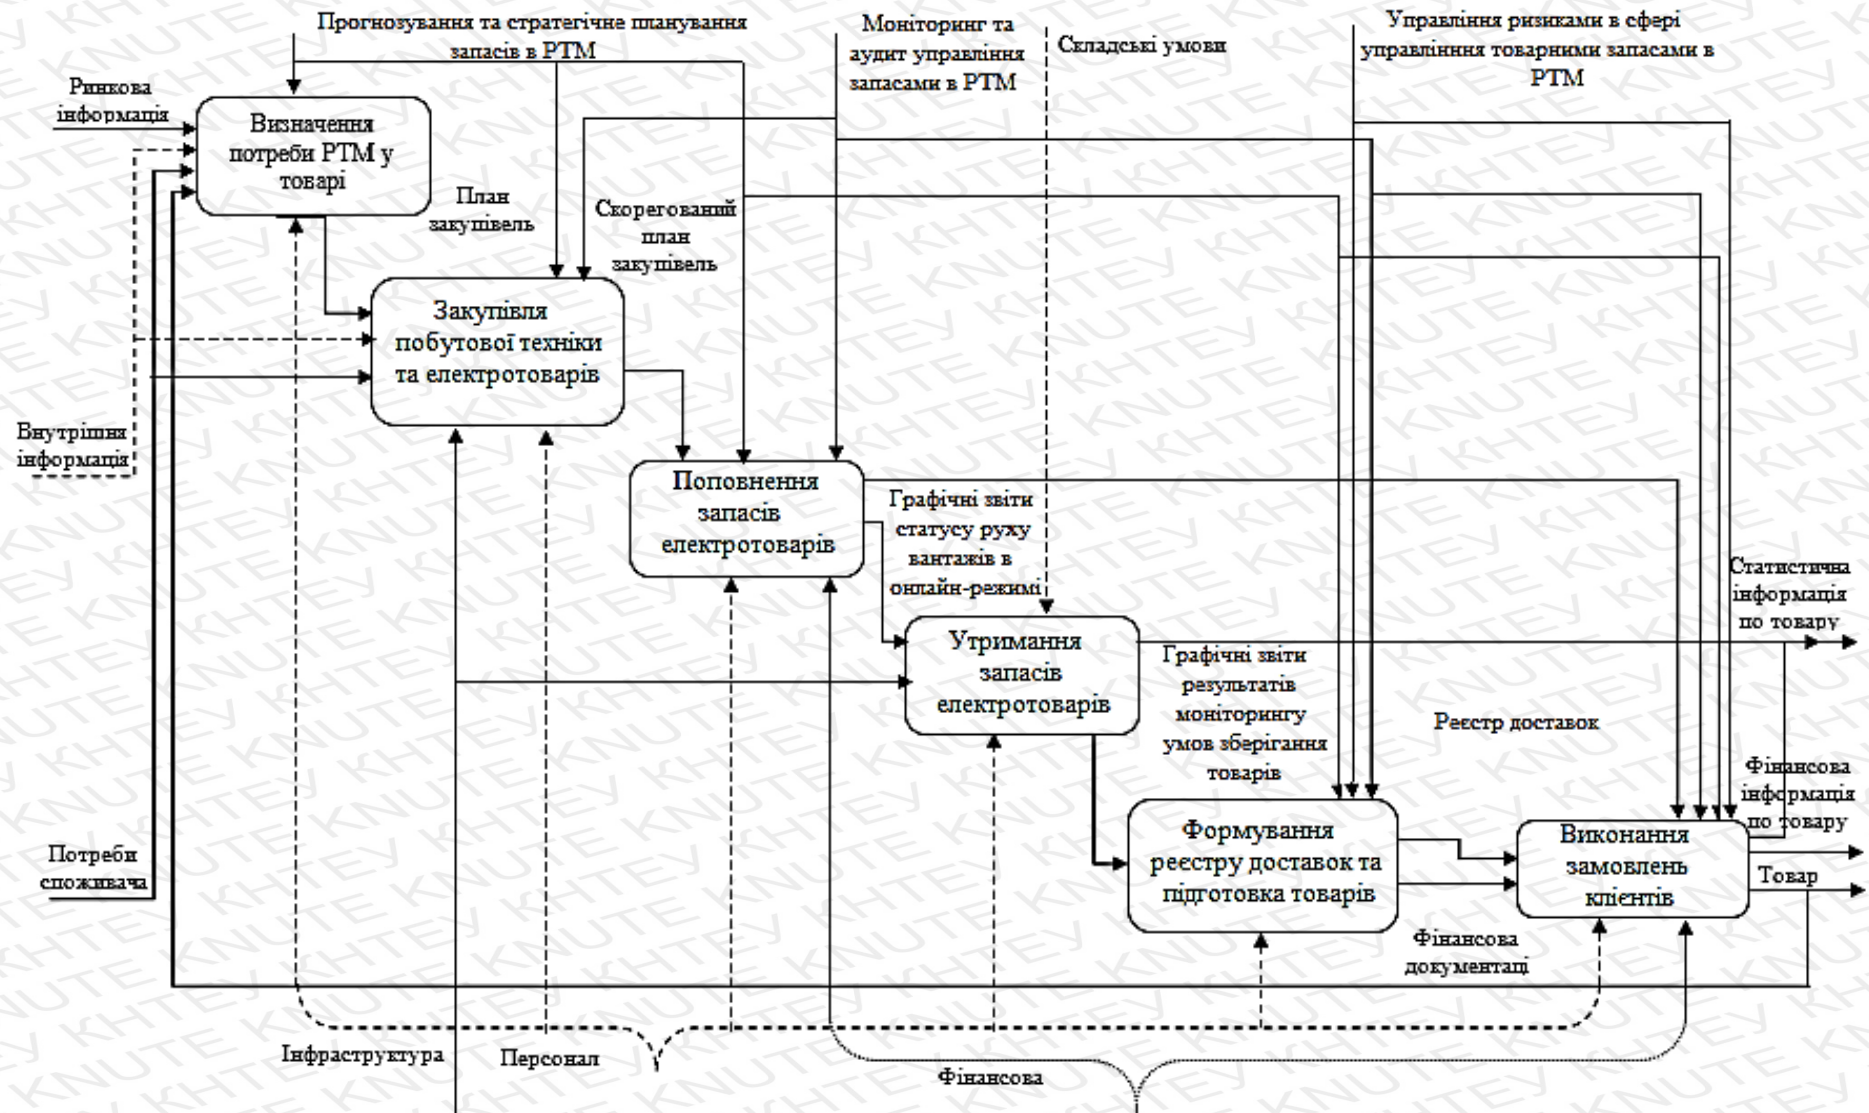 Прогнозування та стратегічне планування
запасів в РТМ
Моніторинг та
аудит управління
запасами в РТМ
Складські умови
Управління ризиками в сфері
управлінння товарними запасами в
РТМ
Ринкова
інформація
Визначення
потреби РТМ у
товарі
План
закупівель
Скорегований
план
закупівель
Закупівля
побутової техніки
та електротоварів
Внутрішня
інформація
Поповнення
запасів
електротоварів
Графічні звіти
статусу руху
вантажів в
онлайн-режимі
Статистична
інформація
по товару
Утримання
запасів
електротоварів
Графічні звіти
результатів
моніторингу
умов зберігання
товарів
Реєстр доставок
Фінансова
інформація
по товару
Формування
реєстру доставок та
підготовка товарів
Виконання
замовлень
клієнтів
Потреби
споживача
Товар
Фінансова
документаці
Інфраструктура
Персонал
Фінансова
KNUTE KHTEY